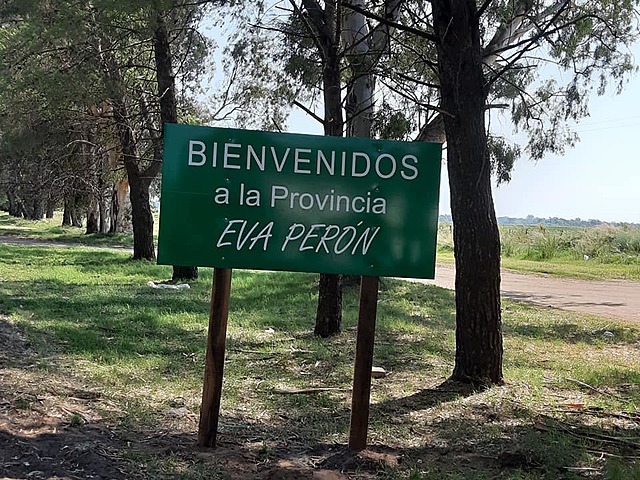 BIENVENIDOS
a la Provincia
EVA PERÓN